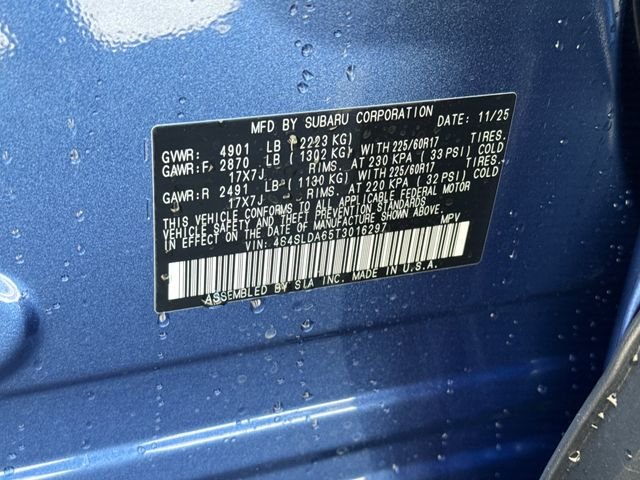 MFD BY SUBARU CORPORATION DATE: 11/25
GVWR: 4901 LB (2223 KG)
GAWR:F 2870 LB (1302 KG) WITH 225/60R17 TIRES.
17X7J RIMS. AT 230 KPA (33 PSI) COLD
GAWR:R 2491 LB (1130 KG) WITH 225/60R17 TIRES.
17X7J RIMS. AT 220 KPA (32 PSI) COLD
THIS VEHICLE CONFORMS TO ALL APPLICABLE FEDERAL MOTOR
VEHICLE SAFETY AND THEFT PREVENTION STANDARDS
IN EFFECT ON THE DATE OF MANUFACTURE SHOWN ABOVE.
VIN: 4S4SLDA65T3016297 MPV
ASSEMBLED BY SIA INC. MADE IN U.S.A.